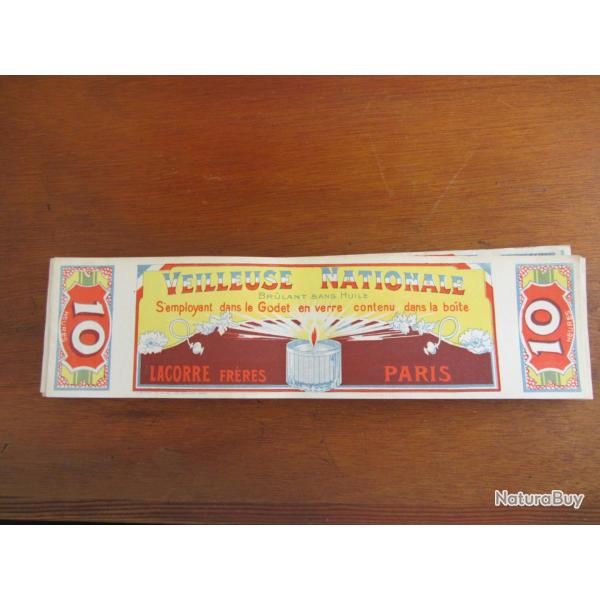 VEILLEUSE NATIONALE
BRÛLANT SANS HUILE
S'employant dans le Godet en verre contenu dans la boîte
LACORRE FRÈRES PARIS
10
HEURES
10
HEURES
NaturaBuy